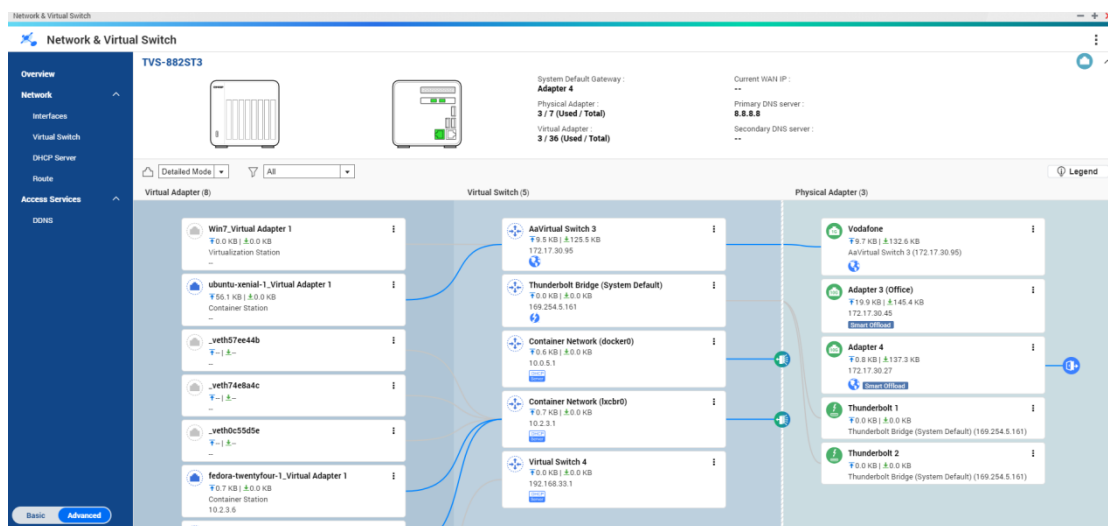 Network & Virtual Switch
Network & Virtual Switch
Overview
Network
Interfaces
Virtual Switch
DHCP Server
Route
Access Services
DDNS
Basic
Advanced
TVS-882ST3
System Default Gateway :
Adapter 4
Physical Adapter :
3 / 7 (Used / Total)
Virtual Adapter :
3 / 36 (Used / Total)
Current WAN IP :
--
Primary DNS server :
8.8.8.8
Secondary DNS server :
--
Detailed Mode
All
Legend
Virtual Adapter (8)
Win7_Virtual Adapter 1
0.0 KB | 0.0 KB
Virtualization Station
--
ubuntu-xenial-1_Virtual Adapter 1
56.1 KB | 0.0 KB
Container Station
--
_veth57ee44b
-- | --
--
_veth74e8a4c
-- | --
--
_veth0c55d5e
-- | --
--
fedora-twentyfour-1_Virtual Adapter 1
0.7 KB | 0.0 KB
Container Station
10.2.3.6
Virtual Switch (5)
AaVirtual Switch 3
9.5 KB | 125.5 KB
172.17.30.95
Thunderbolt Bridge (System Default)
0.0 KB | 0.0 KB
169.254.5.161
Container Network (docker0)
0.6 KB | 0.0 KB
10.0.5.1
DHCP
Server
Container Network (lxcbr0)
0.7 KB | 0.0 KB
10.2.3.1
DHCP
Server
Virtual Switch 4
0.0 KB | 0.0 KB
192.168.33.1
DHCP
Server
Physical Adapter (3)
Vodafone
9.7 KB | 132.6 KB
AaVirtual Switch 3 (172.17.30.95)
Adapter 3 (Office)
19.9 KB | 145.4 KB
172.17.30.45
Smart Offload
Adapter 4
0.8 KB | 137.3 KB
172.17.30.27
Smart Offload
Thunderbolt 1
0.0 KB | 0.0 KB
Thunderbolt Bridge (System Default) (169.254.5.161)
Thunderbolt 2
0.0 KB | 0.0 KB
Thunderbolt Bridge (System Default) (169.254.5.161)